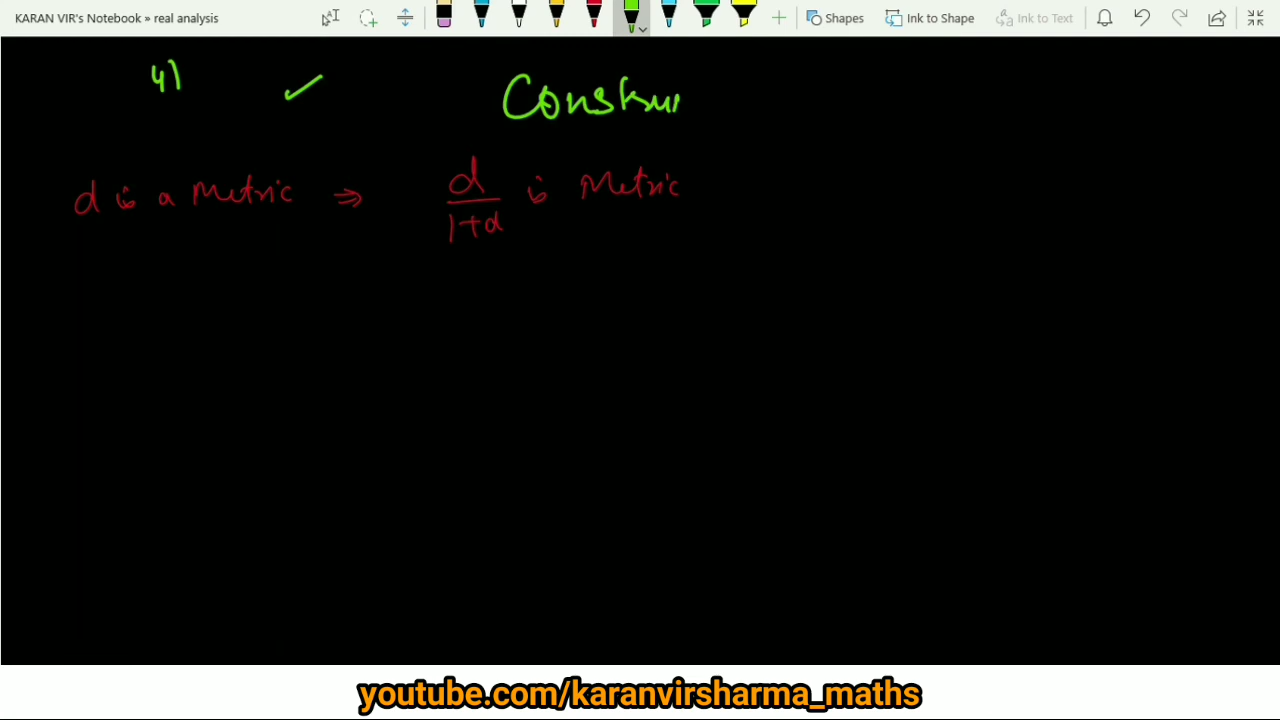 KARAN VIR's Notebook » real analysis
Shapes
Ink to Shape
Ink to Text
4)
✓
Constru
d is a Metric ⇒ d/1+d is Metric
youtube.com/karanvirsharma_maths